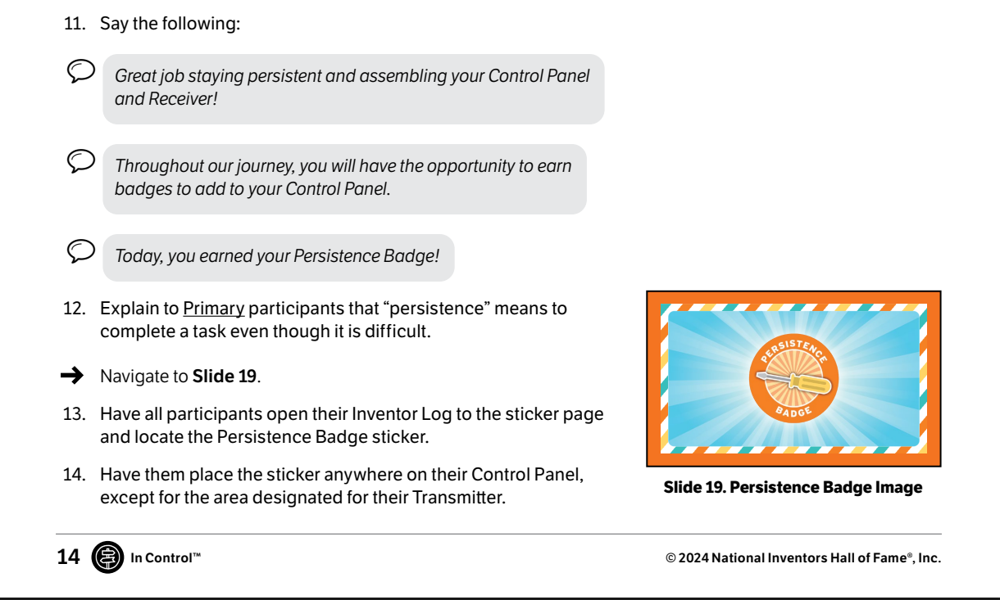 11. Say the following:
Great job staying persistent and assembling your Control Panel
and Receiver!
Throughout our journey, you will have the opportunity to earn
badges to add to your Control Panel.
Today, you earned your Persistence Badge!
12. Explain to Primary participants that “persistence” means to
complete a task even though it is difficult.
Navigate to Slide 19.
13. Have all participants open their Inventor Log to the sticker page
and locate the Persistence Badge sticker.
14. Have them place the sticker anywhere on their Control Panel,
except for the area designated for their Transmitter.
PERSISTENCE
BADGE
Slide 19. Persistence Badge Image
14 In Control™
© 2024 National Inventors Hall of Fame®, Inc.